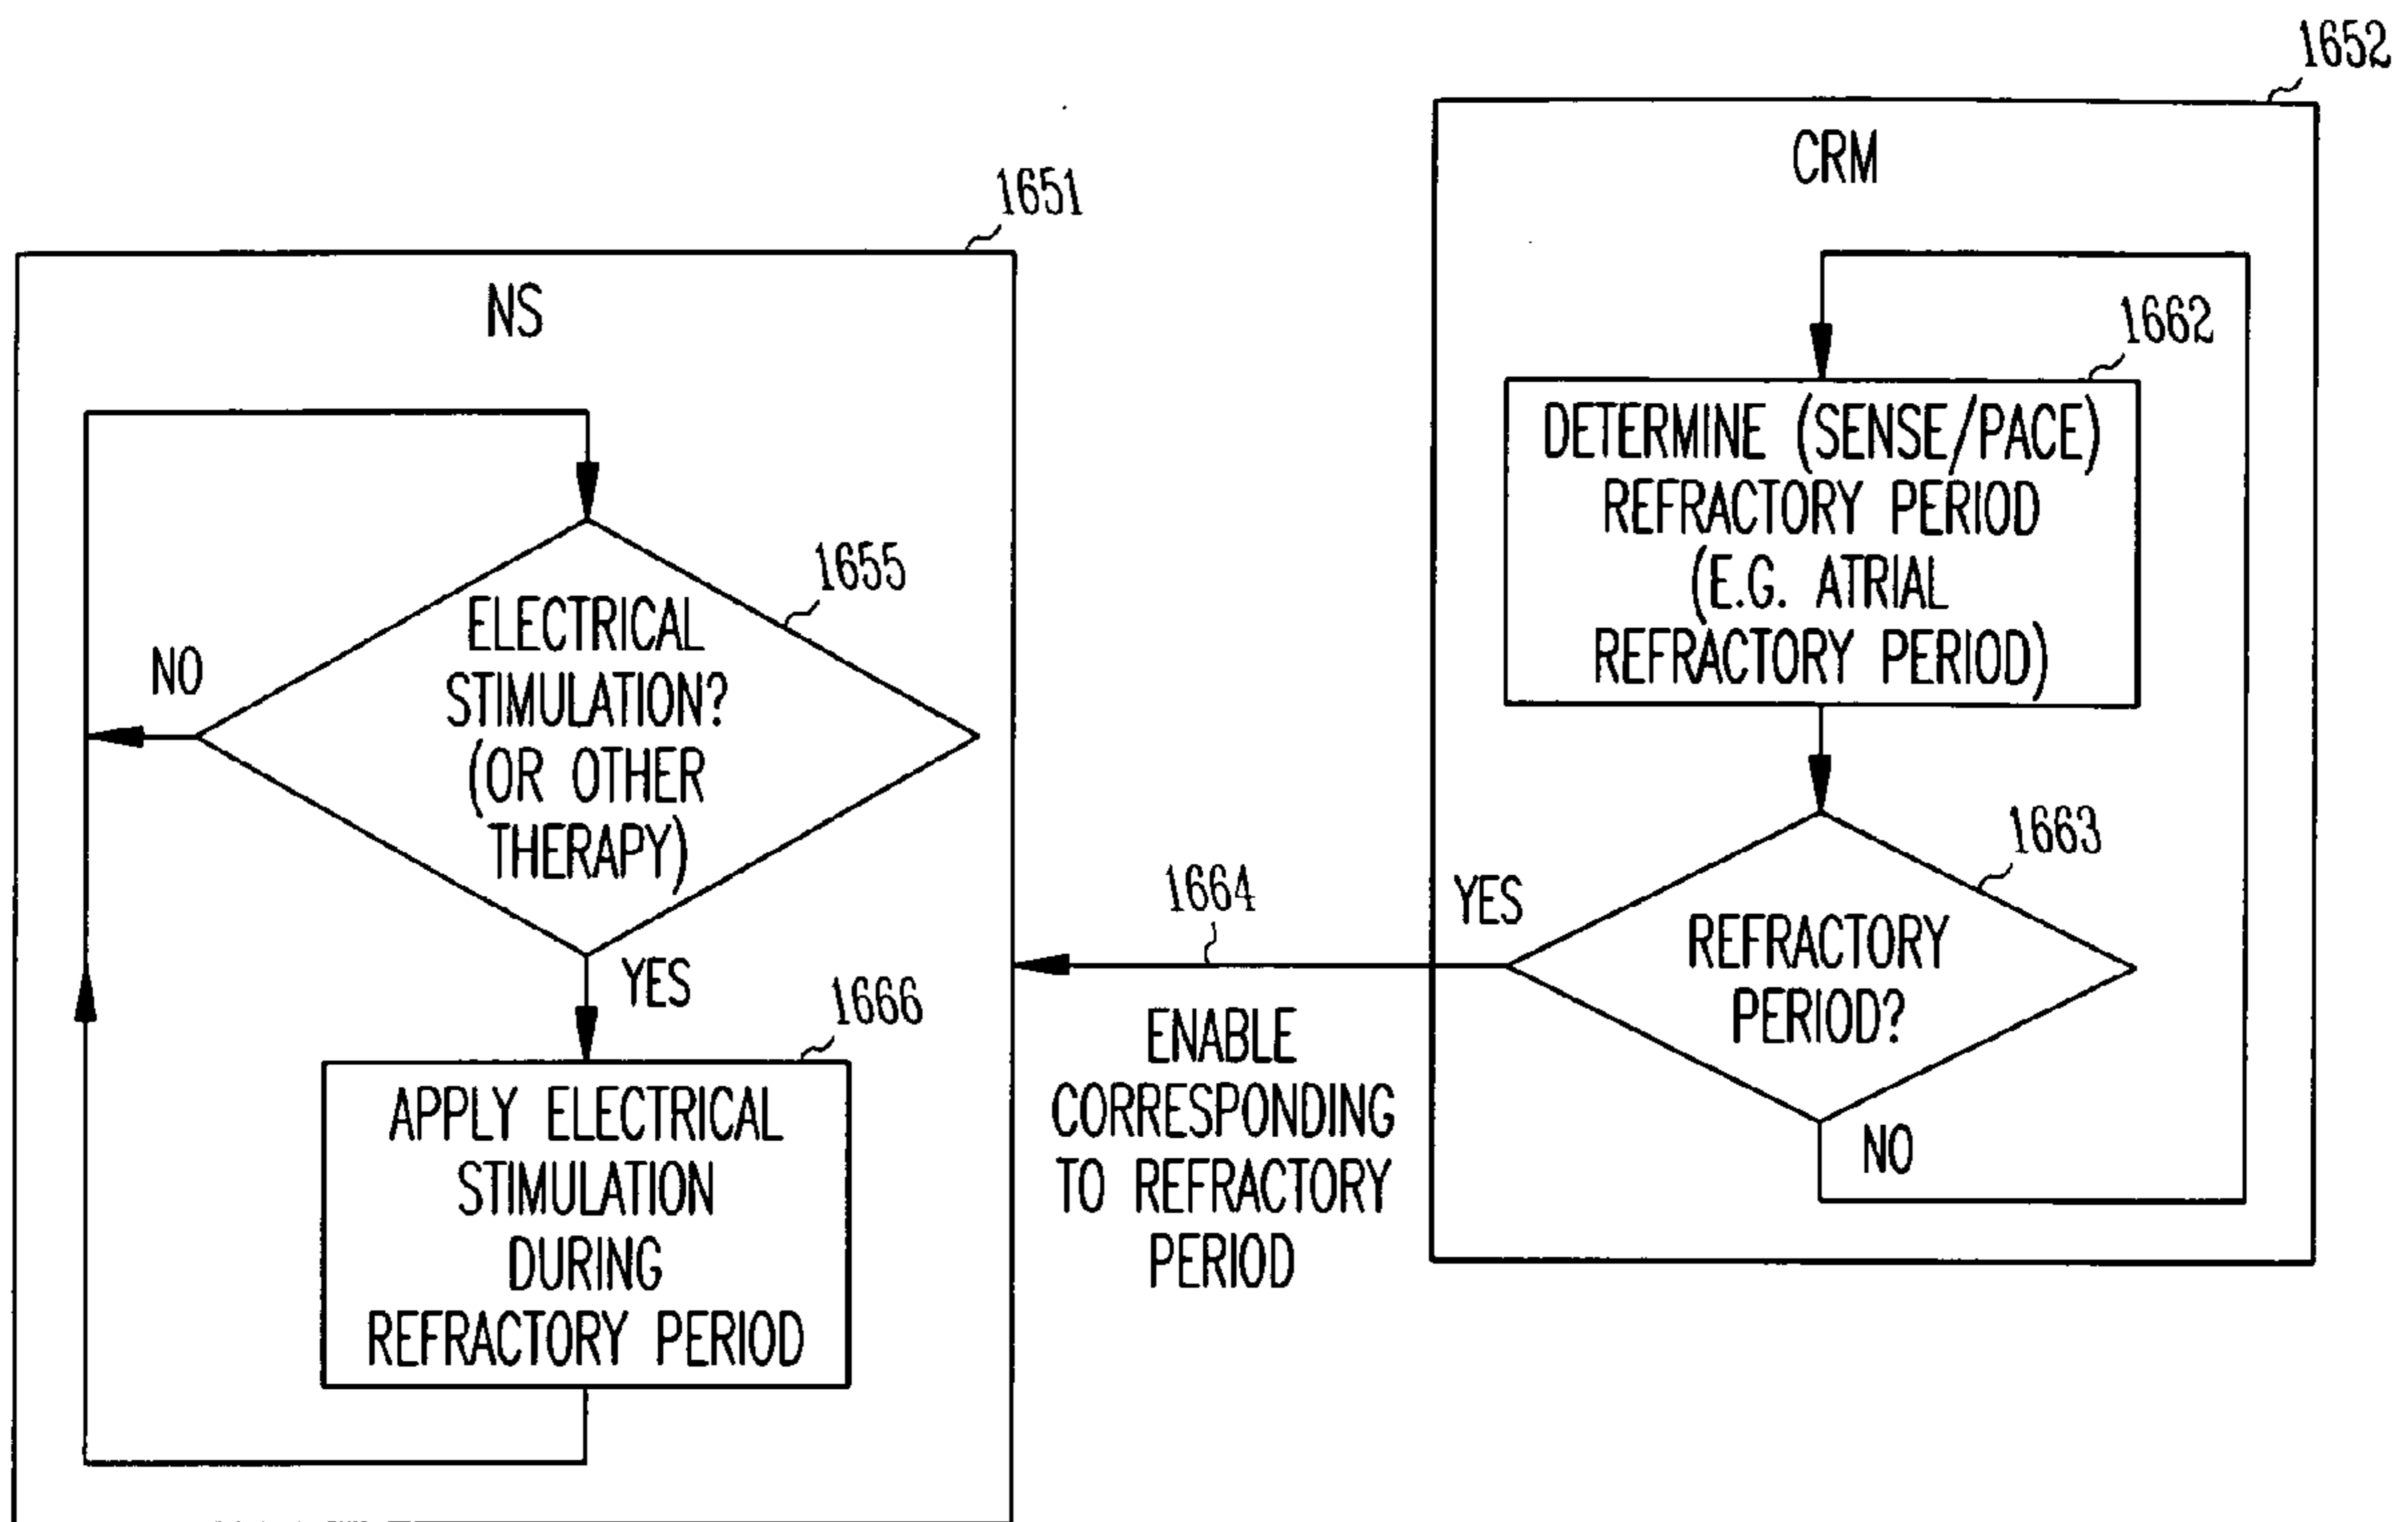 1651
NS
1655
ELECTRICAL
STIMULATION?
(OR OTHER
THERAPY)
NO
YES
1666
APPLY ELECTRICAL
STIMULATION
DURING
REFRACTORY PERIOD
1664
ENABLE
CORRESPONDING
TO REFRACTORY
PERIOD
1652
CRM
1662
DETERMINE (SENSE/PACE)
REFRACTORY PERIOD
(E.G. ATRIAL
REFRACTORY PERIOD)
1663
YES
REFRACTORY
PERIOD?
NO